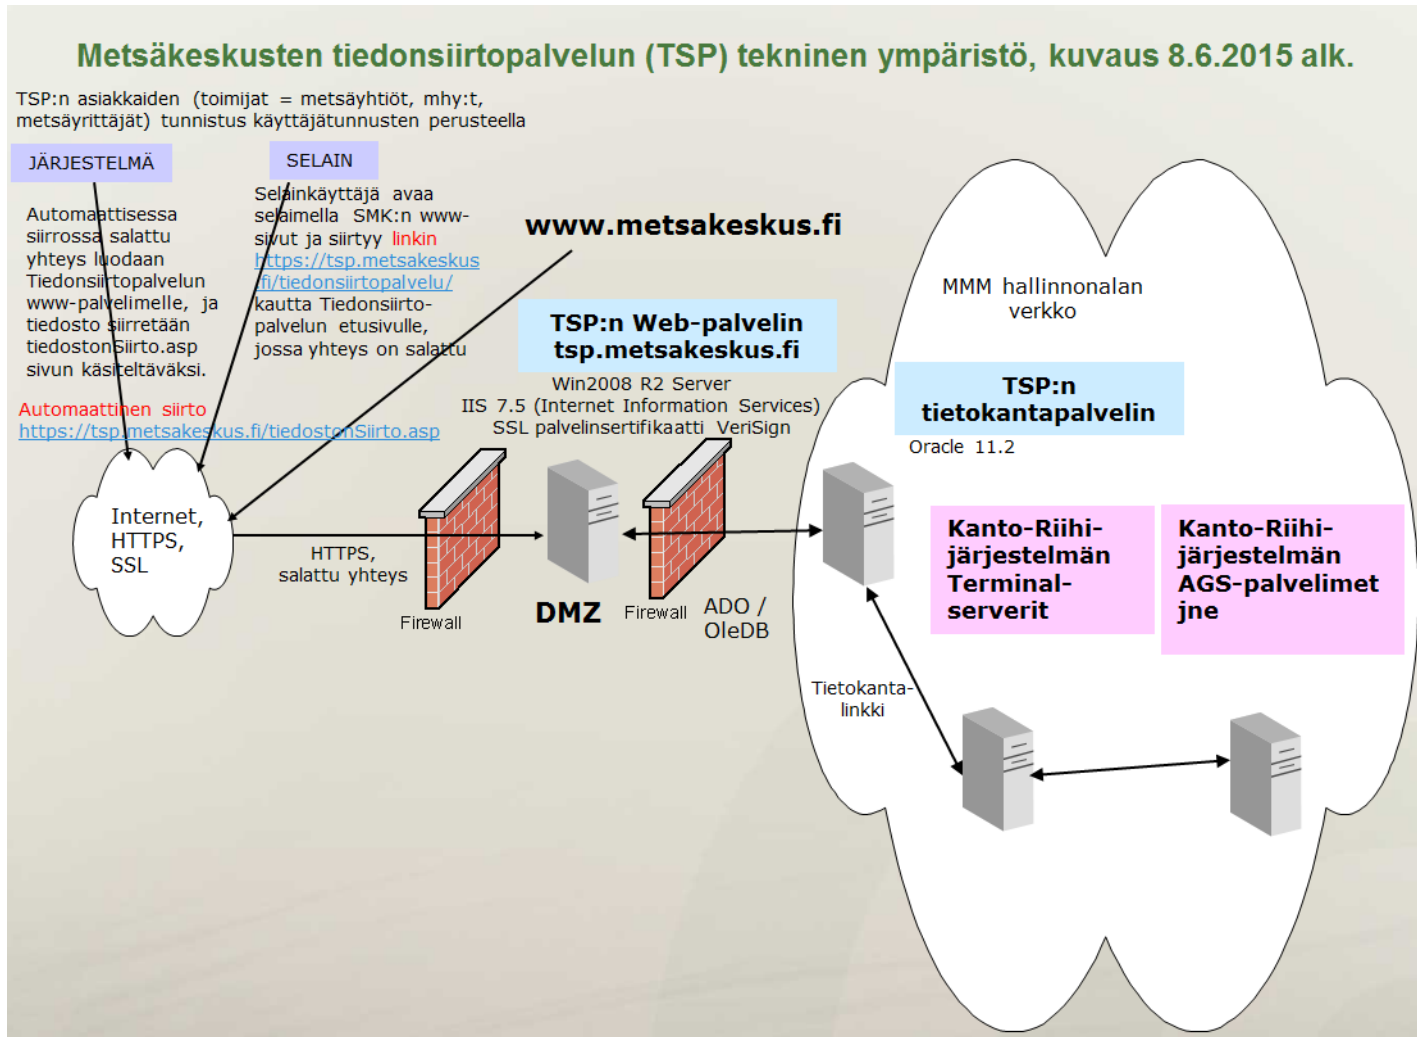 Metsäkeskusten tiedonsiirtopalvelun (TSP) tekninen ympäristö, kuvaus 8.6.2015 alk.
TSP:n asiakkaiden (toimijat = metsäyhtiöt, mhy:t,
metsäyrittäjät) tunnistus käyttäjätunnusten perusteella
JÄRJESTELMÄ
Automaattisessa
siirrossa salattu
yhteys luodaan
Tiedonsiirtopalvelun
www-palvelimelle, ja
tiedosto siirretään
tiedostonSiirto.asp
sivun käsiteltäväksi.
Automaattinen siirto
https://tsp.metsakeskus.fi/tiedostonSiirto.asp
SELAIN
Selainkäyttäjä avaa
selaimella SMK:n www-
sivut ja siirtyy linkin
https://tsp.metsakeskus
.fi/tiedonsiirtopalvelu/
kautta Tiedonsiirto-
palvelun etusivulle,
jossa yhteys on salattu
www.metsakeskus.fi
TSP:n Web-palvelin
tsp.metsakeskus.fi
Win2008 R2 Server
IIS 7.5 (Internet Information Services)
SSL palvelinsertifikaatti VeriSign
Internet,
HTTPS,
SSL
HTTPS,
salattu yhteys
Firewall
DMZ
Firewall
ADO /
OleDB
MMM hallinnonalan
verkko
TSP:n
tietokantapalvelin
Oracle 11.2
Kanto-Riihi-
järjestelmän
Terminal-
serverit
Kanto-Riihi-
järjestelmän
AGS-palvelimet
jne
Tietokanta-
linkki